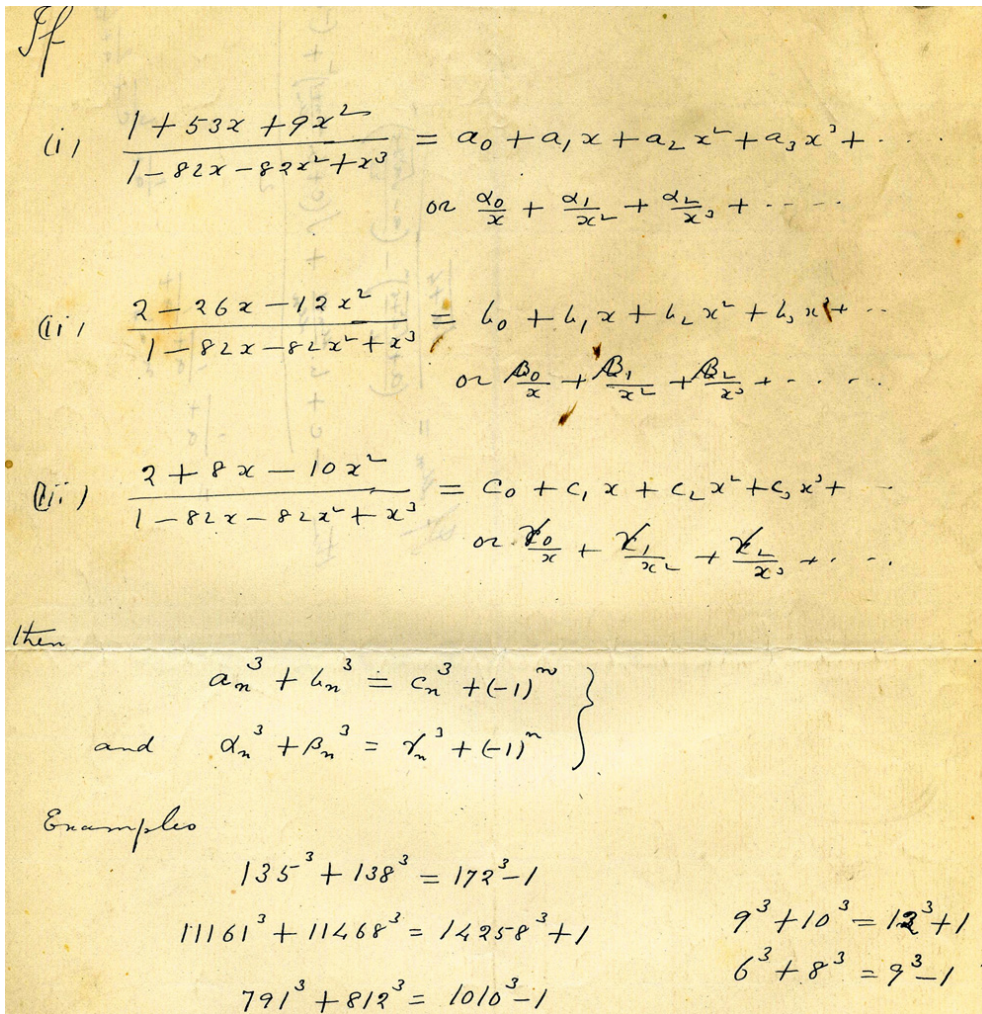 If
(i) (1 + 53x + 9x²)/(1 - 82x - 82x² + x³) = a₀ + a₁x + a₂x² + a₃x³ + ....
or α₀/x + α₁/x² + α₂/x³ + .....
(ii) (2 - 26x - 12x²)/(1 - 82x - 82x² + x³) = b₀ + b₁x + b₂x² + b₃x³ + ..
or β₀/x + β₁/x² + β₂/x³ + .....
(iii) (2 + 8x - 10x²)/(1 - 82x - 82x² + x³) = c₀ + c₁x + c₂x² + c₃x³ + ..
or γ₀/x + γ₁/x² + γ₂/x³ + ....
then
aₙ³ + bₙ³ = cₙ³ + (-1)ⁿ
and αₙ³ + βₙ³ = γₙ³ + (-1)ⁿ }
Examples
135³ + 138³ = 172³ - 1
11161³ + 11468³ = 14258³ + 1
791³ + 812³ = 1010³ - 1
9³ + 10³ = 12³ + 1
6³ + 8³ = 9³ - 1